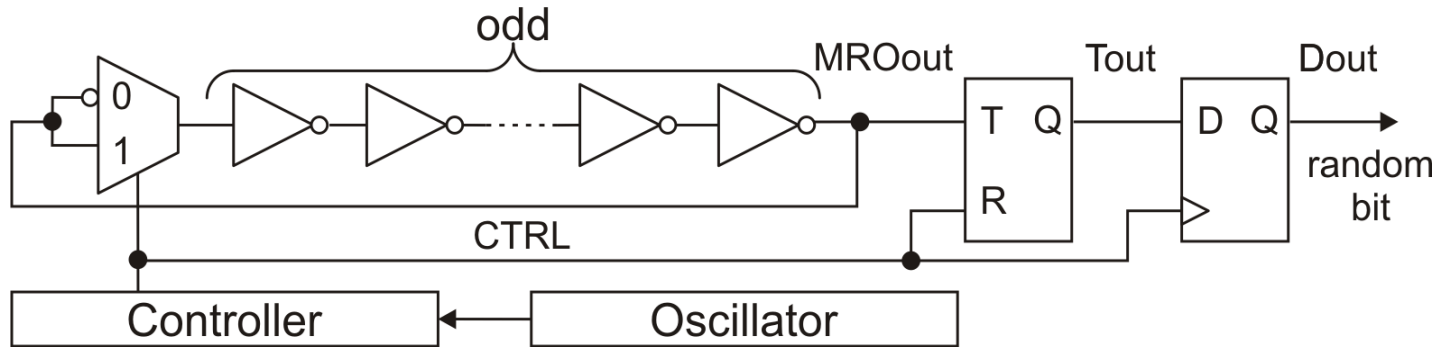 odd
MROout
Tout
Dout
0
1
T Q
R
D Q
random
bit
CTRL
Controller
Oscillator